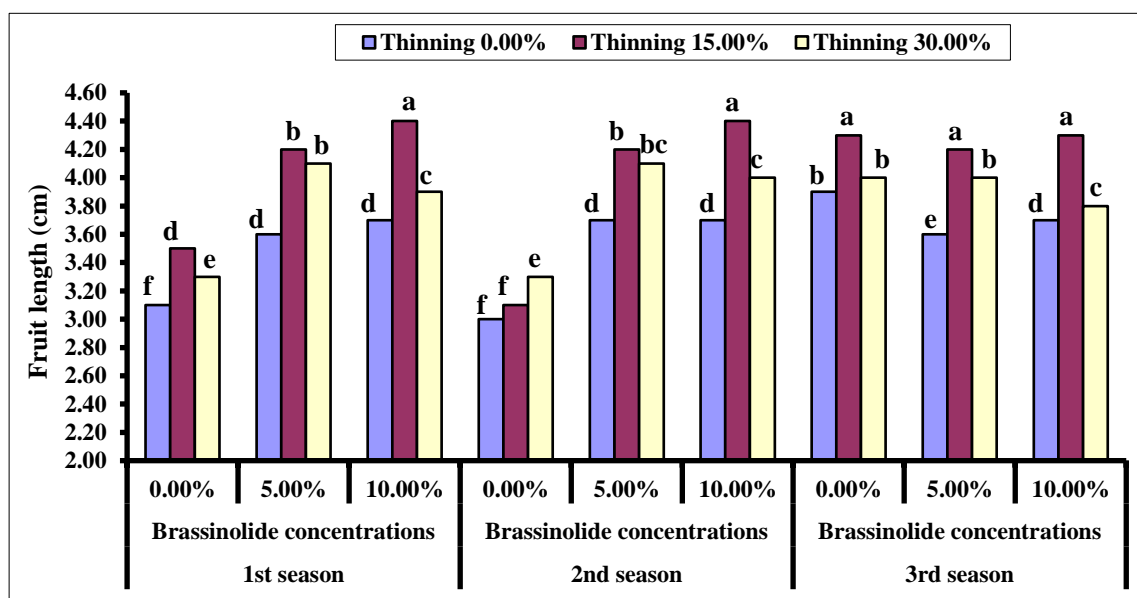 Thinning 0.00% Thinning 15.00% Thinning 30.00%
Fruit length (cm)
4.60
4.40
4.20
4.00
3.80
3.60
3.40
3.20
3.00
2.80
2.60
2.40
2.20
2.00
f d e d b b d a c f f e d b bc d a c b a b e a b d a c
0.00% 5.00% 10.00% 0.00% 5.00% 10.00% 0.00% 5.00% 10.00%
Brassinolide concentrations Brassinolide concentrations Brassinolide concentrations
1st season 2nd season 3rd season